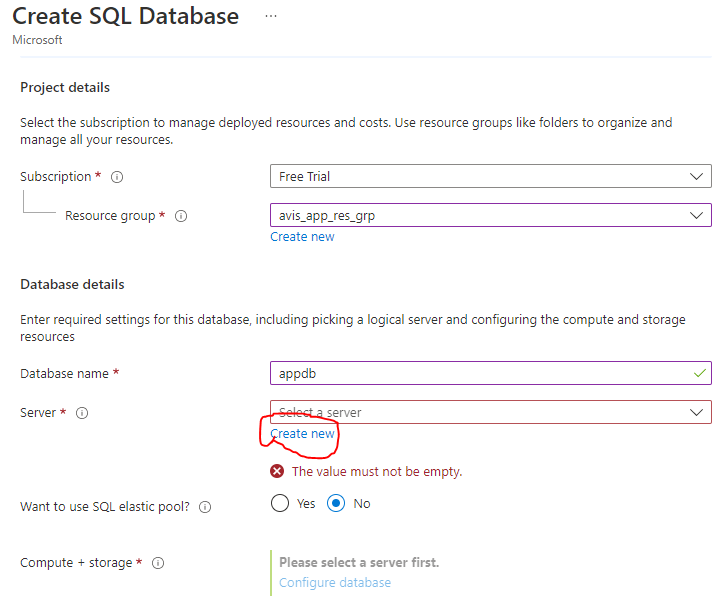 Create SQL Database ...
Microsoft
Project details
Select the subscription to manage deployed resources and costs. Use resource groups like folders to organize and
manage all your resources.
Subscription *
Free Trial
Resource group *
avis_app_res_grp
Create new
Database details
Enter required settings for this database, including picking a logical server and configuring the compute and storage
resources
Database name *
appdb
Server *
Select a server
Create new
The value must not be empty.
Want to use SQL elastic pool?
Yes No
Compute + storage *
Please select a server first.
Configure database